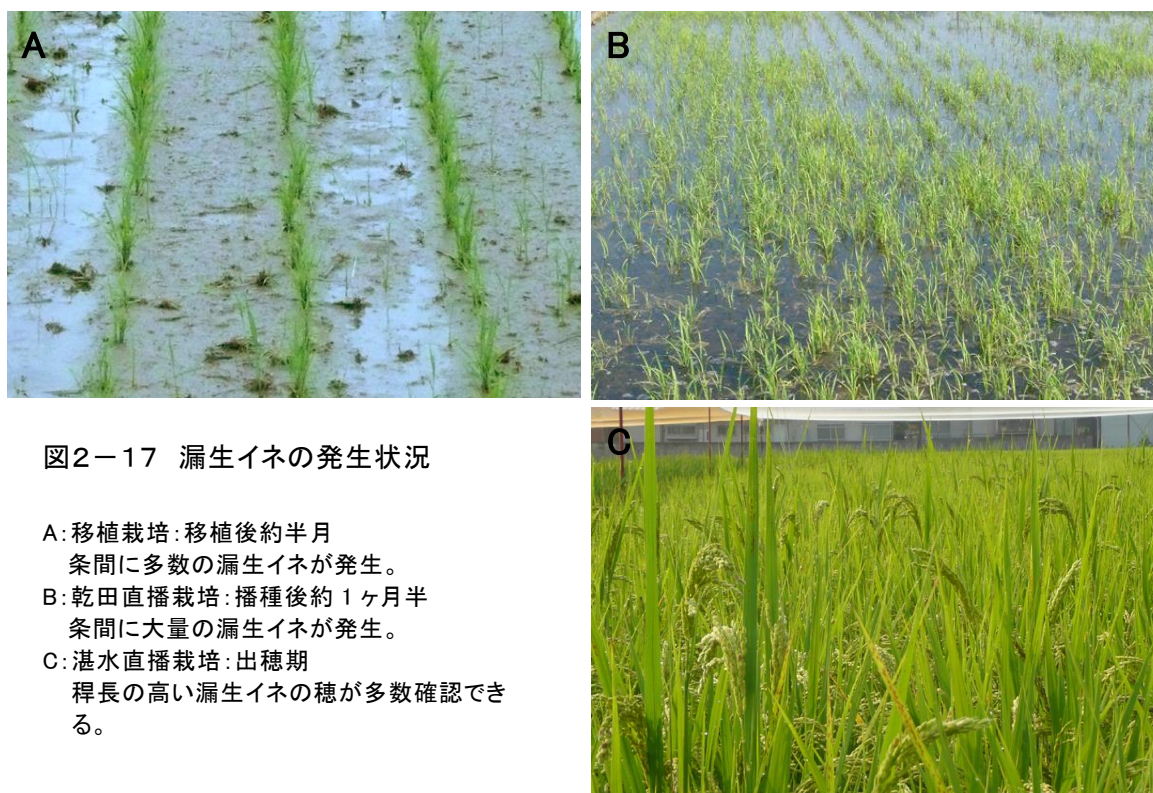 A
B
C
図2－17 漏生イネの発生状況
A：移植栽培：移植後約半月
条間に多数の漏生イネが発生。
B：乾田直播栽培：播種後約１ヶ月半
条間に大量の漏生イネが発生。
C：湛水直播栽培：出穂期
稈長の高い漏生イネの穂が多数確認でき
る。